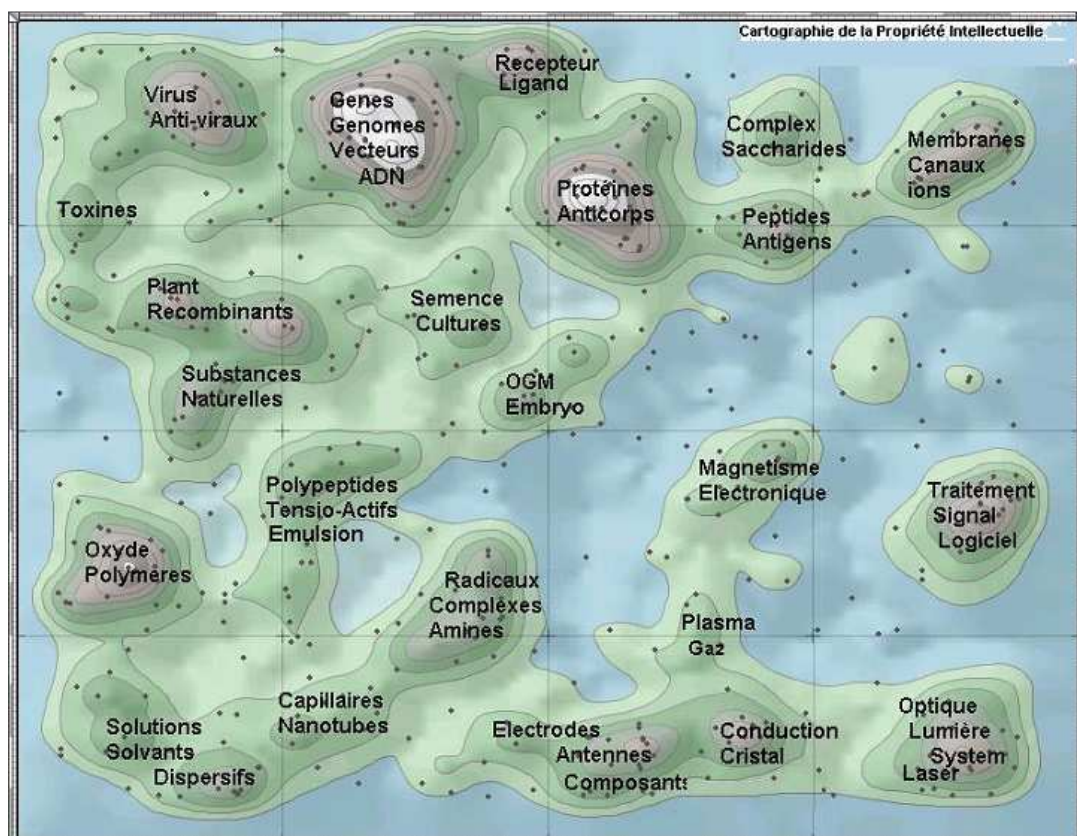 Cartographie de la Propriété Intellectuelle
Recepteur
Ligand
Virus
Anti-viraux
Genes
Genomes
Vecteurs
ADN
Complex
Saccharides
Membranes
Canaux
ions
Protéines
Anticorps
Toxines
Peptides
Antigens
Plant
Recombinants
Semence
Cultures
Substances
Naturelles
OGM
Embryo
Magnetisme
Electronique
Polypeptides
Tensio-Actifs
Emulsion
Traitement
Signal
Logiciel
Oxyde
Polymères
Radicaux
Complèxes
Amines
Plasma
Gaz
Capillaires
Nanotubes
Solutions
Solvants
Dispersifs
Electrodes
Antennes
Composants
Conduction
Cristal
Optique
Lumière
System
Laser